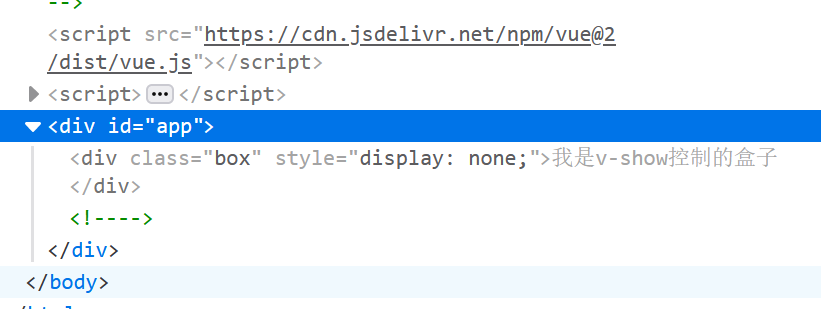 -->
<script src="https://cdn.jsdelivr.net/npm/vue@2
/dist/vue.js"></script>
<script>···</script>
<div id="app">
<div class="box" style="display: none;">我是v-show控制的盒子
</div>
<!---->
</div>
</body>